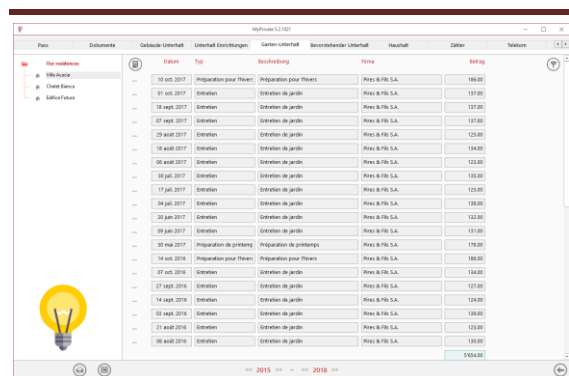 MyPrivate 5.2.1021
Pass Dokumente Gebäude-Unterhalt Unterhalt Einrichtungen Garten-Unterhalt Bevorstehender Unterhalt Haushalt Zähler Telekom
Our residences
Villa Acacia
Chalet Bianca
Edifice Futura
Datum Typ Beschreibung Firma Betrag
10 oct. 2017 Préparation pour l'hivers Préparation pour l'hivers Pires & Fils S.A. 186.00
01 oct. 2017 Entretien Entretien de jardin Pires & Fils S.A. 137.00
18 sept. 2017 Entretien Entretien de jardin Pires & Fils S.A. 137.00
07 sept. 2017 Entretien Entretien de jardin Pires & Fils S.A. 137.00
29 août 2017 Entretien Entretien de jardin Pires & Fils S.A. 125.00
18 août 2017 Entretien Entretien de jardin Pires & Fils S.A. 134.00
06 août 2017 Entretien Entretien de jardin Pires & Fils S.A. 123.00
30 juil. 2017 Entretien Entretien de jardin Pires & Fils S.A. 135.00
17 juil. 2017 Entretien Entretien de jardin Pires & Fils S.A. 123.00
04 juil. 2017 Entretien Entretien de jardin Pires & Fils S.A. 138.00
20 juin 2017 Entretien Entretien de jardin Pires & Fils S.A. 132.00
09 juin 2017 Entretien Entretien de jardin Pires & Fils S.A. 131.00
30 mai 2017 Préparation de printemp Préparation de printemps Pires & Fils S.A. 178.00
14 oct. 2016 Préparation pour l'hivers Préparation pour l'hivers Pires & Fils S.A. 186.00
07 oct. 2016 Entretien Entretien de jardin Pires & Fils S.A. 134.00
27 sept. 2016 Entretien Entretien de jardin Pires & Fils S.A. 127.00
14 sept. 2016 Entretien Entretien de jardin Pires & Fils S.A. 124.00
03 sept. 2016 Entretien Entretien de jardin Pires & Fils S.A.
21 août 2016 Entretien Entretien de jardin Pires & Fils S.A. 123.00
08 août 2016 Entretien Entretien de jardin Pires & Fils S.A. 130.00
5'654.00
2015 – 2018